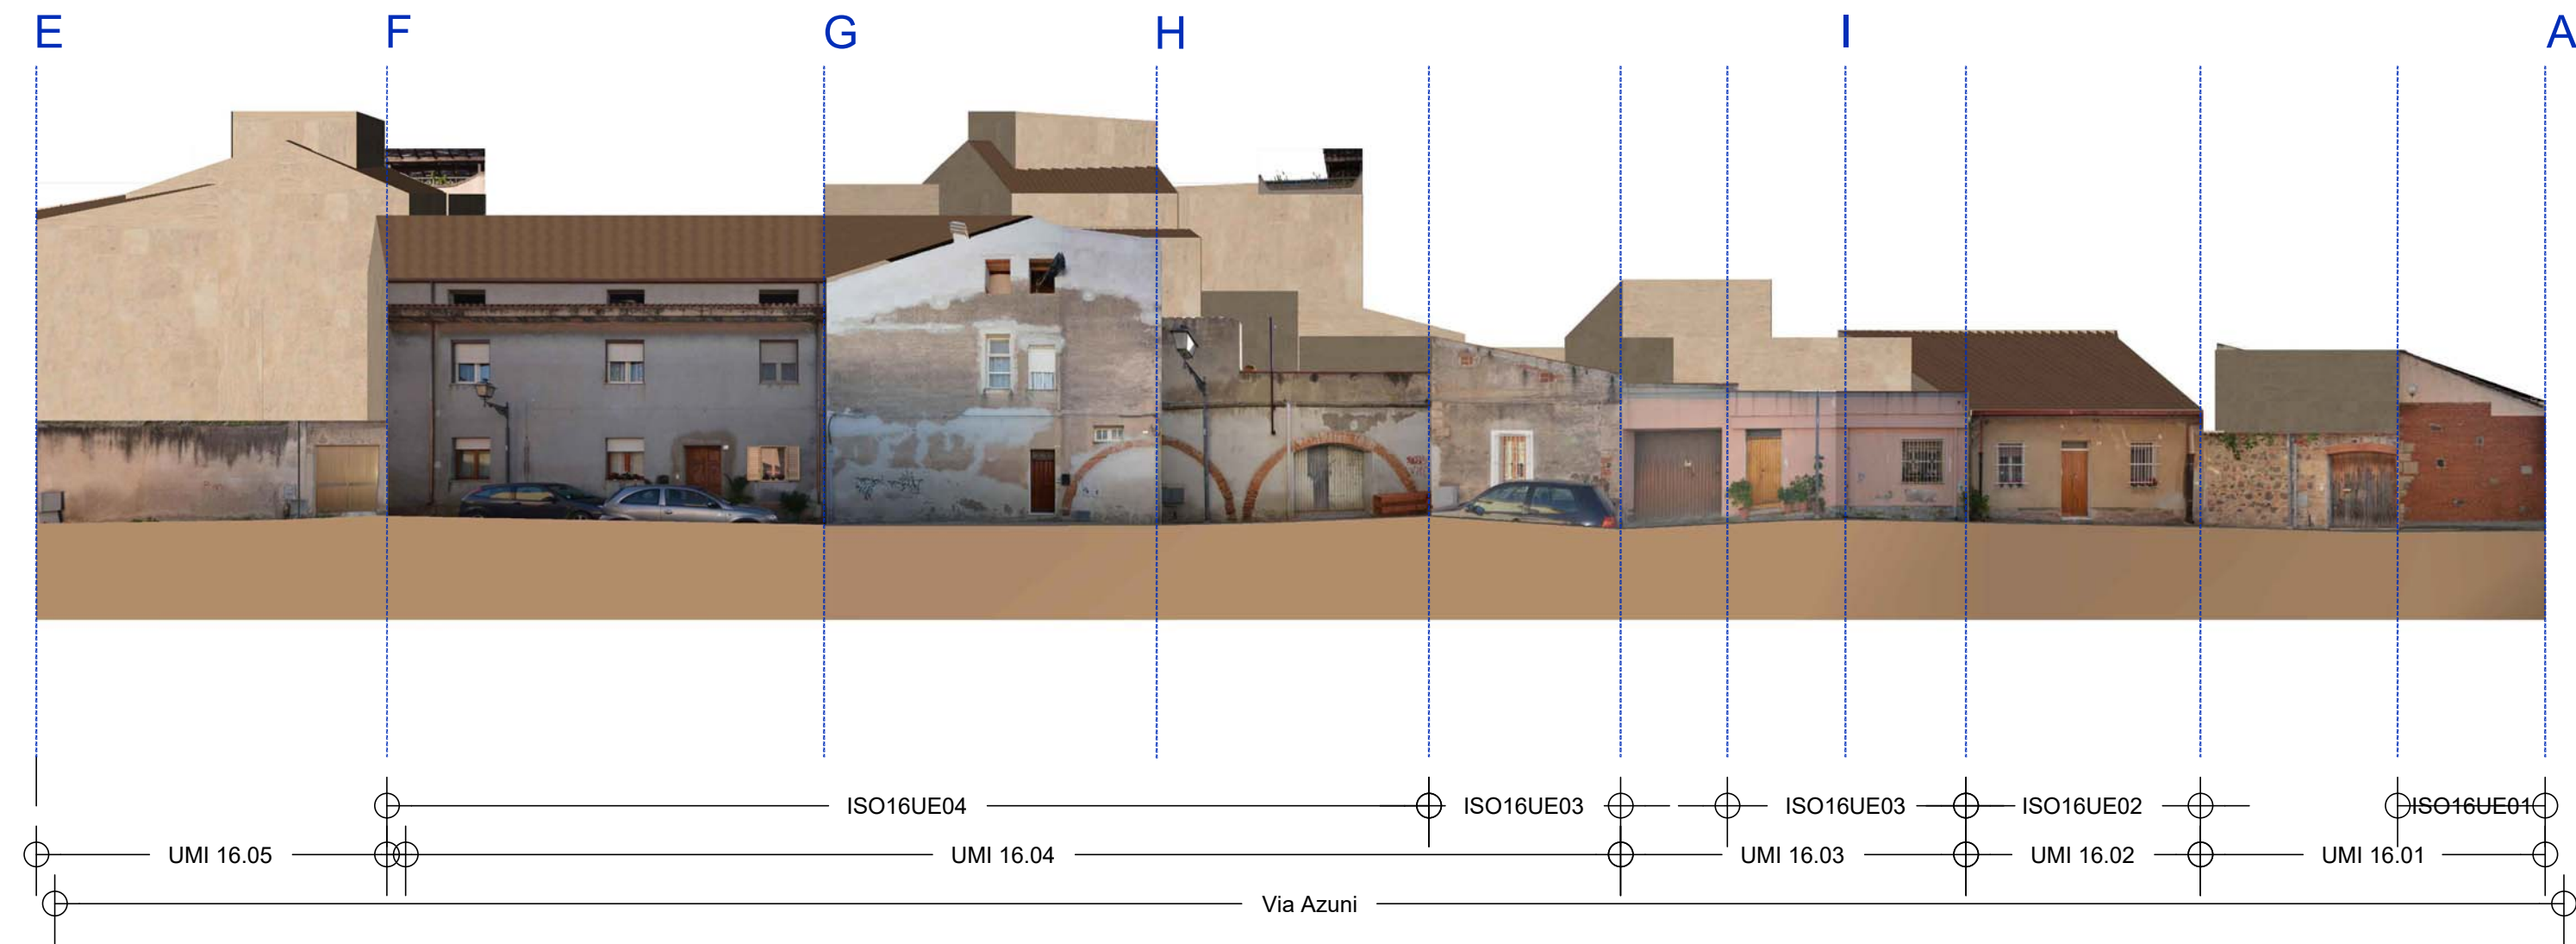 E F G H I A
ISO16UE04 ISO16UE03 ISO16UE03 ISO16UE02 ISO16UE01
UMI 16.05 UMI 16.04 UMI 16.03 UMI 16.02 UMI 16.01
Via Azuni